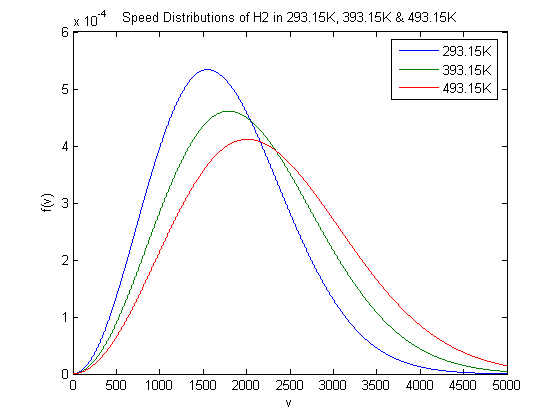 Speed Distributions of H2 in 293.15K, 393.15K & 493.15K
x 10^-4
6
5
4
3
2
1
0
f(v)
293.15K
393.15K
493.15K
0 500 1000 1500 2000 2500 3000 3500 4000 4500 5000
v